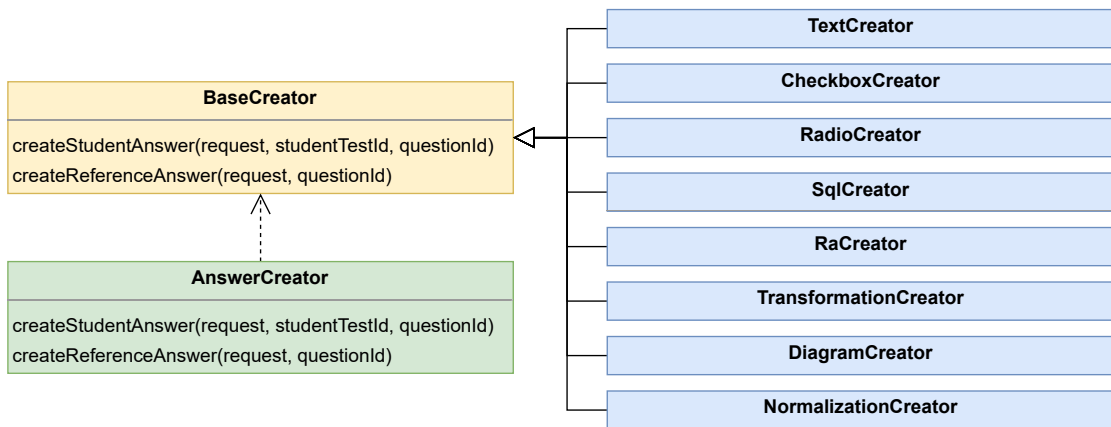 BaseCreator
createStudentAnswer(request, studentTestId, questionId)
createReferenceAnswer(request, questionId)
AnswerCreator
createStudentAnswer(request, studentTestId, questionId)
createReferenceAnswer(request, questionId)
TextCreator
CheckboxCreator
RadioCreator
SqlCreator
RaCreator
TransformationCreator
DiagramCreator
NormalizationCreator